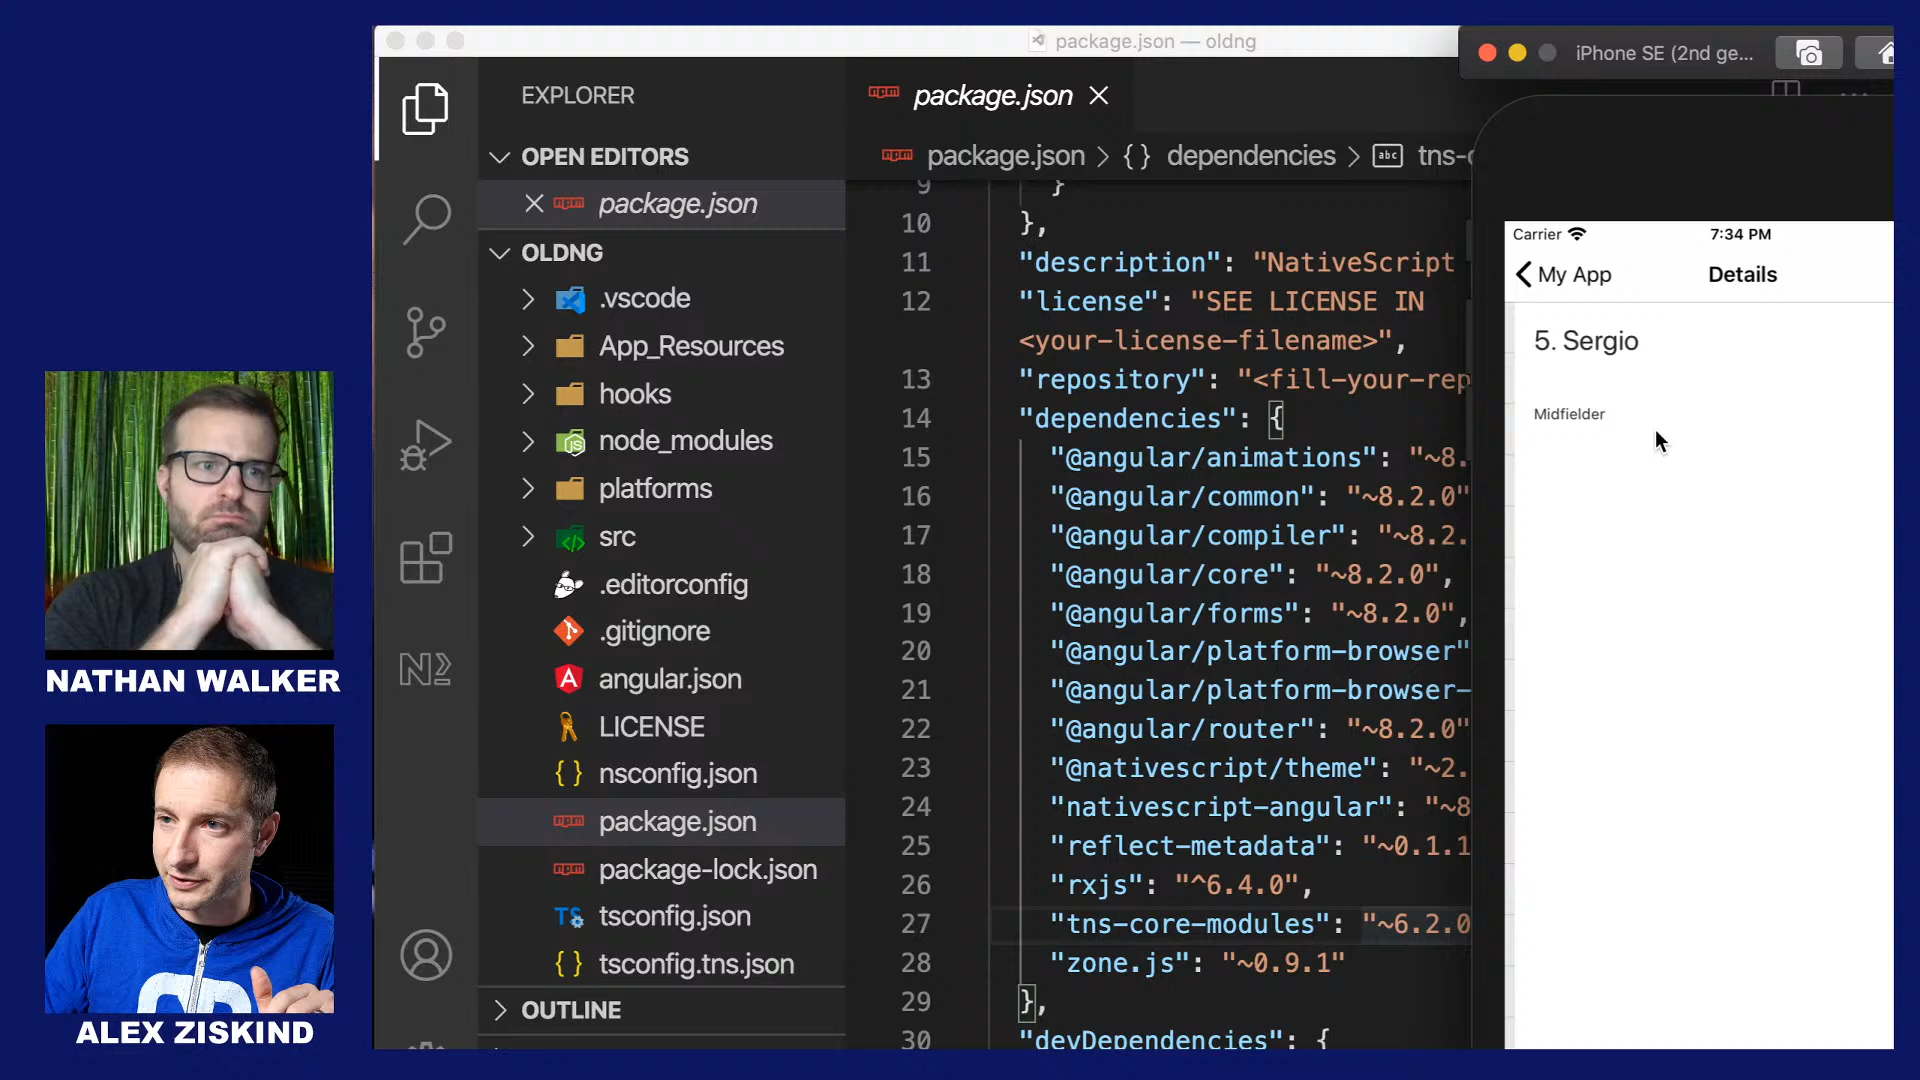 package.json — oldng
iPhone SE (2nd ge...
EXPLORER
OPEN EDITORS
package.json
OLDNG
.vscode
App_Resources
hooks
node_modules
platforms
src
.editorconfig
.gitignore
angular.json
LICENSE
nsconfig.json
package.json
package-lock.json
tsconfig.json
tsconfig.tns.json
OUTLINE
package.json
package.json > {} dependencies > abc tns-c
9 }
10 },
11 "description": "NativeScript
12 "license": "SEE LICENSE IN
<your-license-filename>",
13 "repository": "<fill-your-rep
14 "dependencies": {
15 "@angular/animations": "~8.
16 "@angular/common": "~8.2.0"
17 "@angular/compiler": "~8.2.
18 "@angular/core": "~8.2.0",
19 "@angular/forms": "~8.2.0",
20 "@angular/platform-browser"
21 "@angular/platform-browser-
22 "@angular/router": "~8.2.0"
23 "@nativescript/theme": "~2.
24 "nativescript-angular": "~8
25 "reflect-metadata": "~0.1.1
26 "rxjs": "^6.4.0",
27 "tns-core-modules": "~6.2.0
28 "zone.js": "~0.9.1"
29 },
30 "devDependencies": {
Carrier 7:34 PM
My App Details
5. Sergio
Midfielder
NATHAN WALKER
ALEX ZISKIND